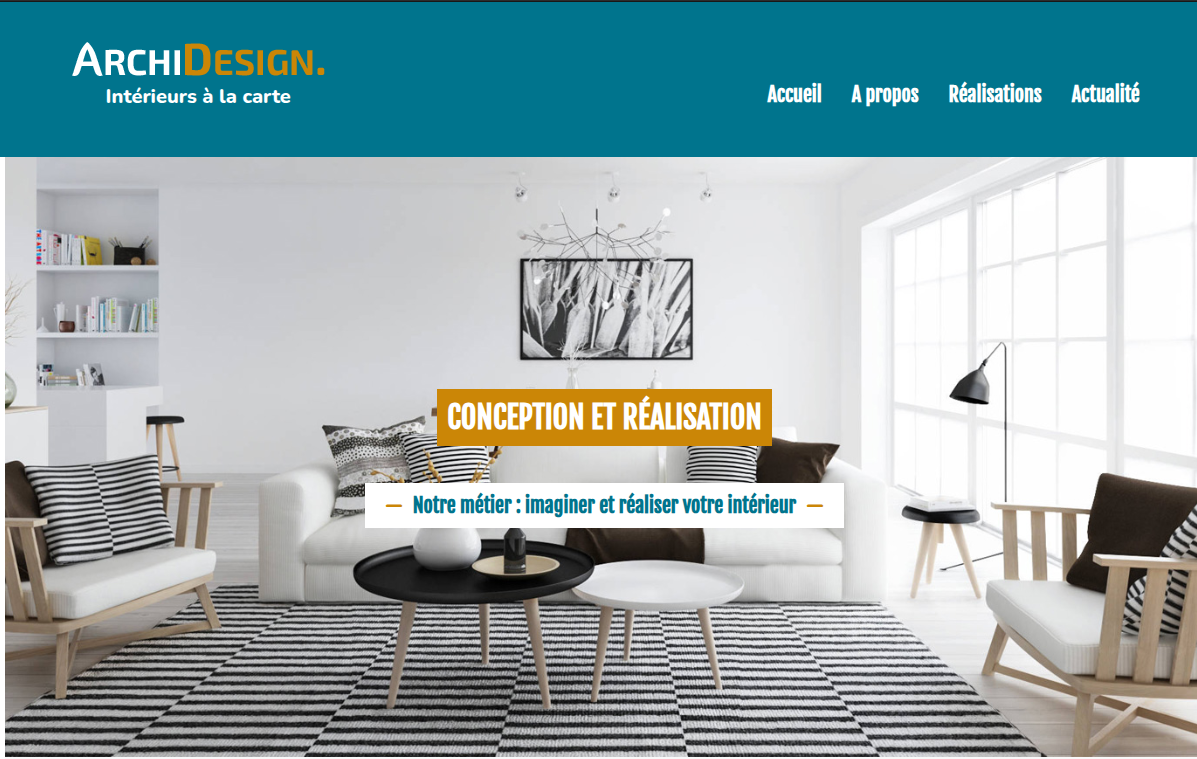 ARCHIDESIGN.
Intérieurs à la carte
Accueil A propos Réalisations Actualité
CONCEPTION ET RÉALISATION
— Notre métier : imaginer et réaliser votre intérieur —